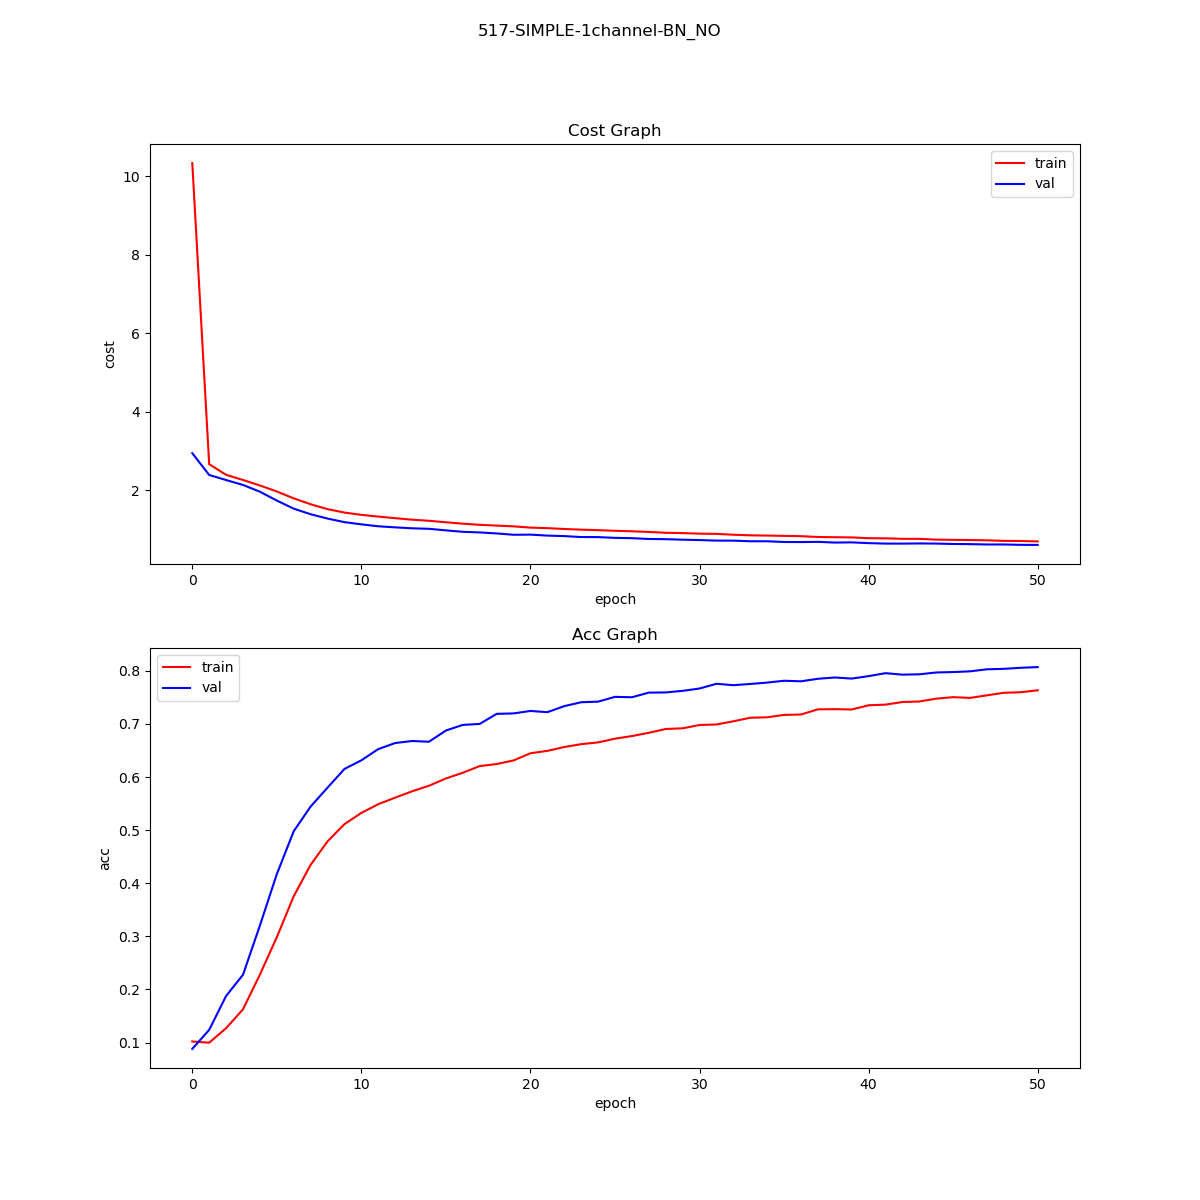 517-SIMPLE-1channel-BN_NO
Cost Graph
train
val
10
8
6
4
2
cost
0 10 20 30 40 50
epoch
Acc Graph
train
val
0.8
0.7
0.6
0.5
0.4
0.3
0.2
0.1
acc
0 10 20 30 40 50
epoch